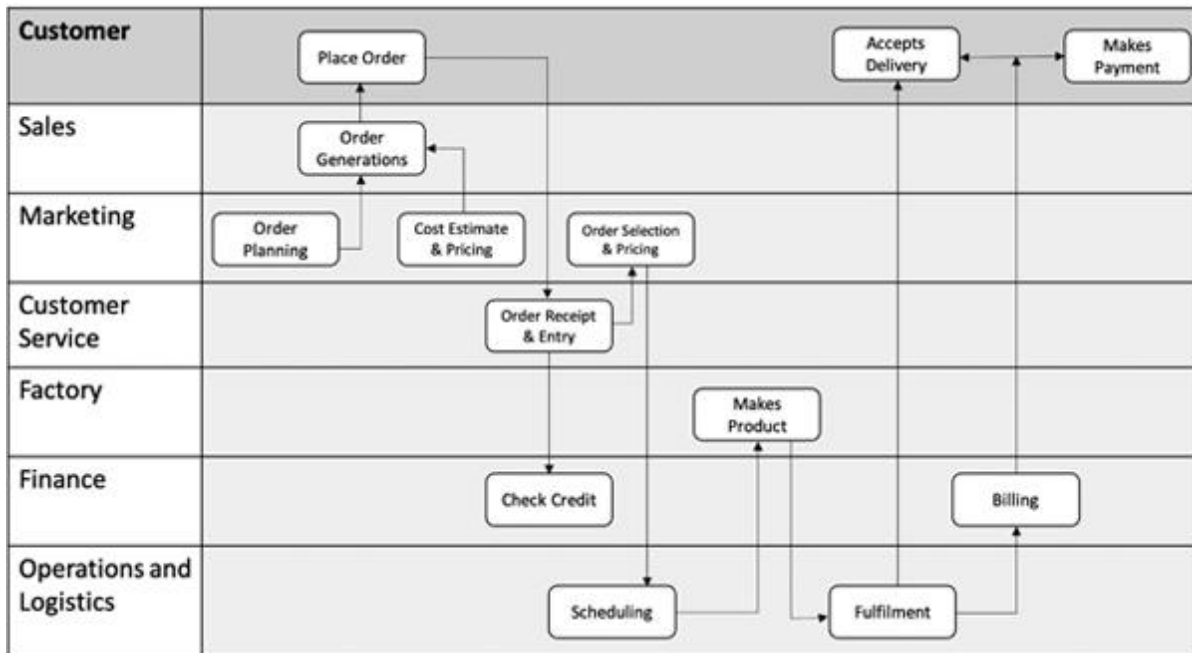 Customer
Place Order
Accepts
Delivery
Makes
Payment
Sales
Order
Generations
Marketing
Order
Planning
Cost Estimate
& Pricing
Order Selection
& Pricing
Customer
Service
Order Receipt
& Entry
Factory
Makes
Product
Finance
Check Credit
Billing
Operations and
Logistics
Scheduling
Fulfilment